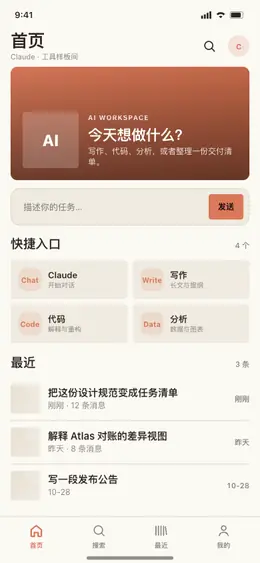 9:41
首页
Claude · 工具样板间
C
AI
AI WORKSPACE
今天想做什么?
写作、代码、分析，或者整理一份交付清
单。
描述你的任务...
发送
快捷入口
4 个
Chat
Claude
开始对话
Write
写作
长文与提纲
Code
代码
解释与重构
Data
分析
数据与图表
最近
3 条
把这份设计规范变成任务清单
刚刚 · 12 条消息
刚刚
解释 Atlas 对账的差异视图
昨天 · 8 条消息
昨天
写一段发布公告
10-28
10-28
首页
搜索
最近
我的